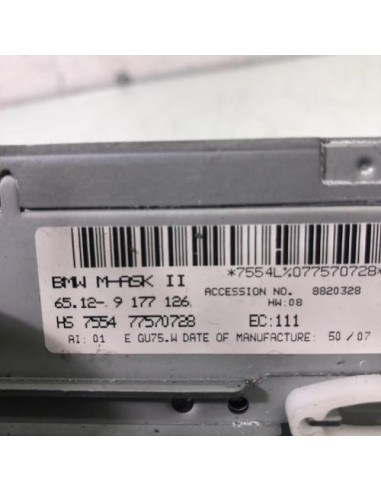 *7554L%077570728*
BMW M-ASK II
ACCESSION NO. 8820328
65.12-9 177 126
HW:08
HS 7554 77570728 EC:111
AI: 01 E GU75.W DATE OF MANUFACTURE: 50 / 07